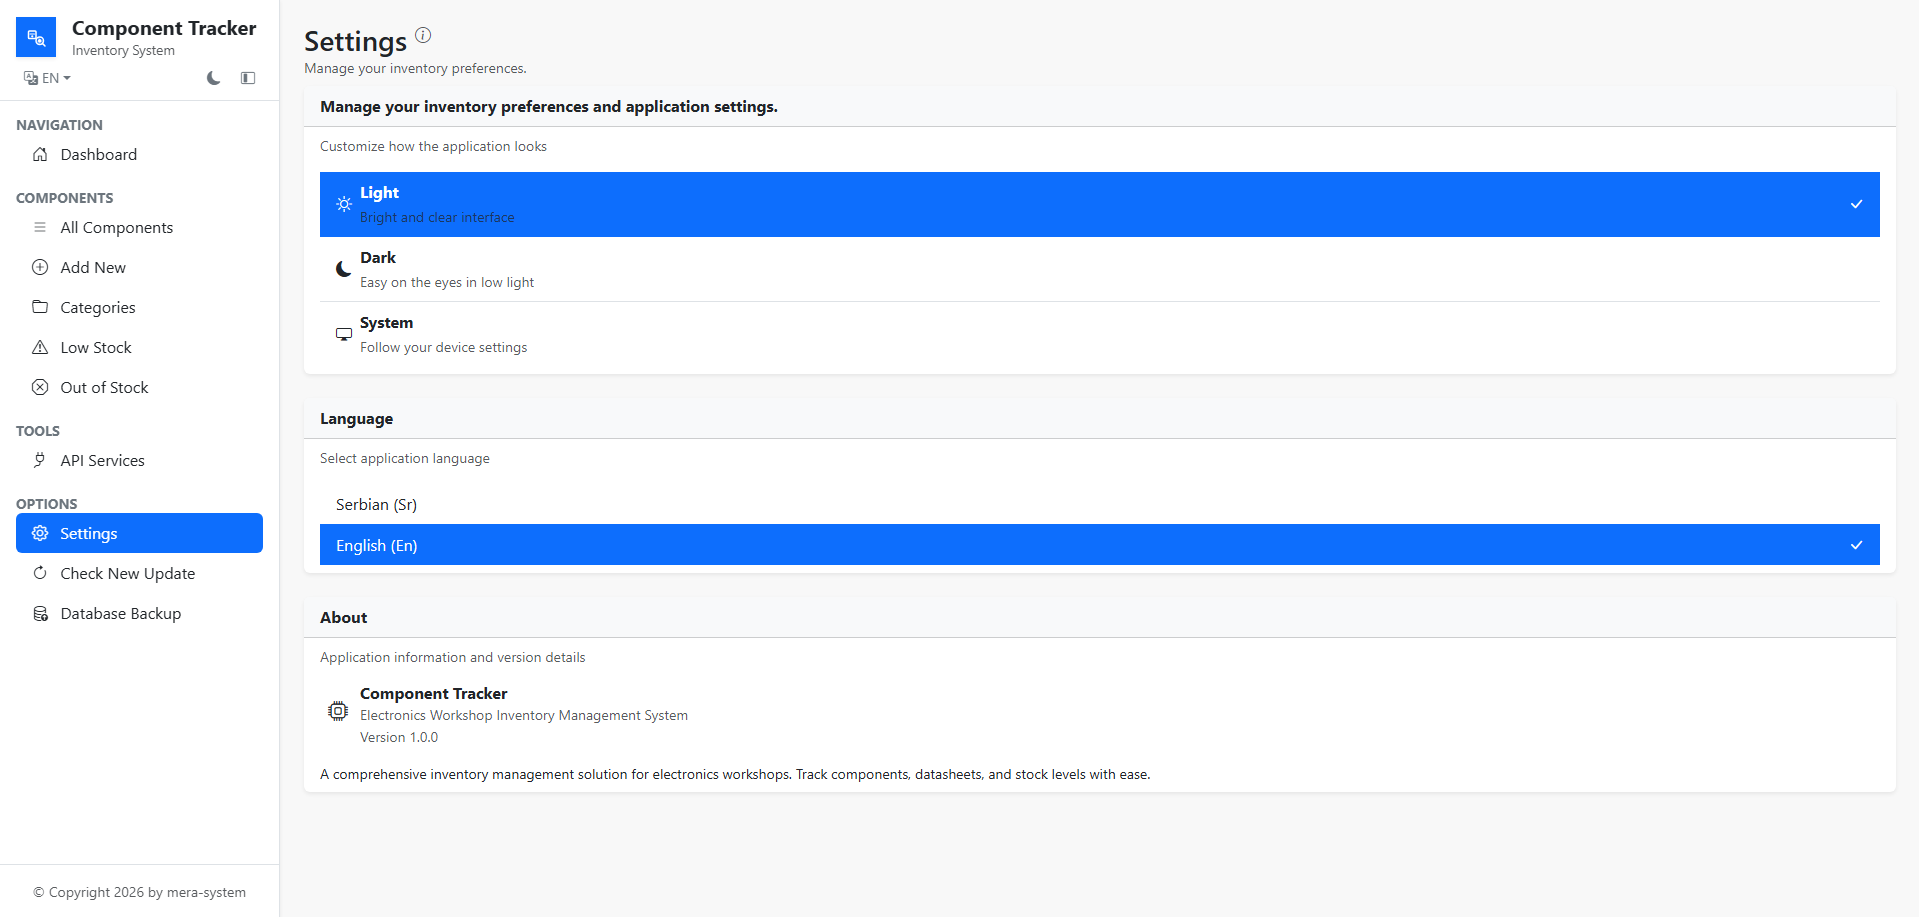 Component Tracker
Inventory System
EN
NAVIGATION
Dashboard
COMPONENTS
All Components
Add New
Categories
Low Stock
Out of Stock
TOOLS
API Services
OPTIONS
Settings
Check New Update
Database Backup
© Copyright 2026 by mera-system
Settings
Manage your inventory preferences.
Manage your inventory preferences and application settings.
Customize how the application looks
Light
Bright and clear interface
Dark
Easy on the eyes in low light
System
Follow your device settings
Language
Select application language
Serbian (Sr)
English (En)
About
Application information and version details
Component Tracker
Electronics Workshop Inventory Management System
Version 1.0.0
A comprehensive inventory management solution for electronics workshops. Track components, datasheets, and stock levels with ease.